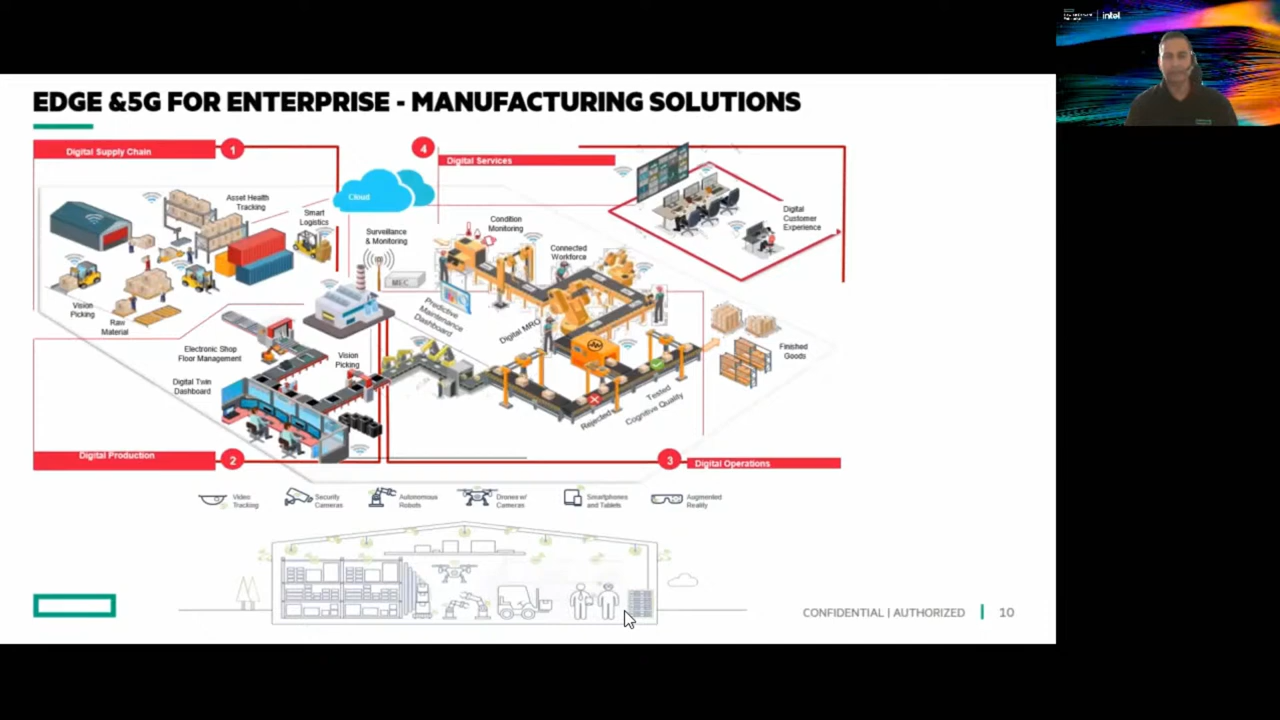 intel
EDGE &5G FOR ENTERPRISE - MANUFACTURING SOLUTIONS
Digital Supply Chain
1
4
Digital Services
Cloud
Asset Health
Tracking
Smart
Logistics
Surveillance
& Monitoring
Condition
Monitoring
Connected
Workforce
Digital
Customer
Experience
MEC
Vision
Picking
Raw
Material
Predictive
Maintenance
Dashboard
Digital MRO
Electronic Shop
Floor Management
Vision
Picking
Digital Twin
Dashboard
Finished
Goods
Rejected
Tested
Cognitive Quality
Digital Production
2
3
Digital Operations
Video
Tracking
Security
Cameras
Autonomous
Robots
Drones w/
Cameras
Smartphones
and Tablets
Augmented
Reality
CONFIDENTIAL | AUTHORIZED
10